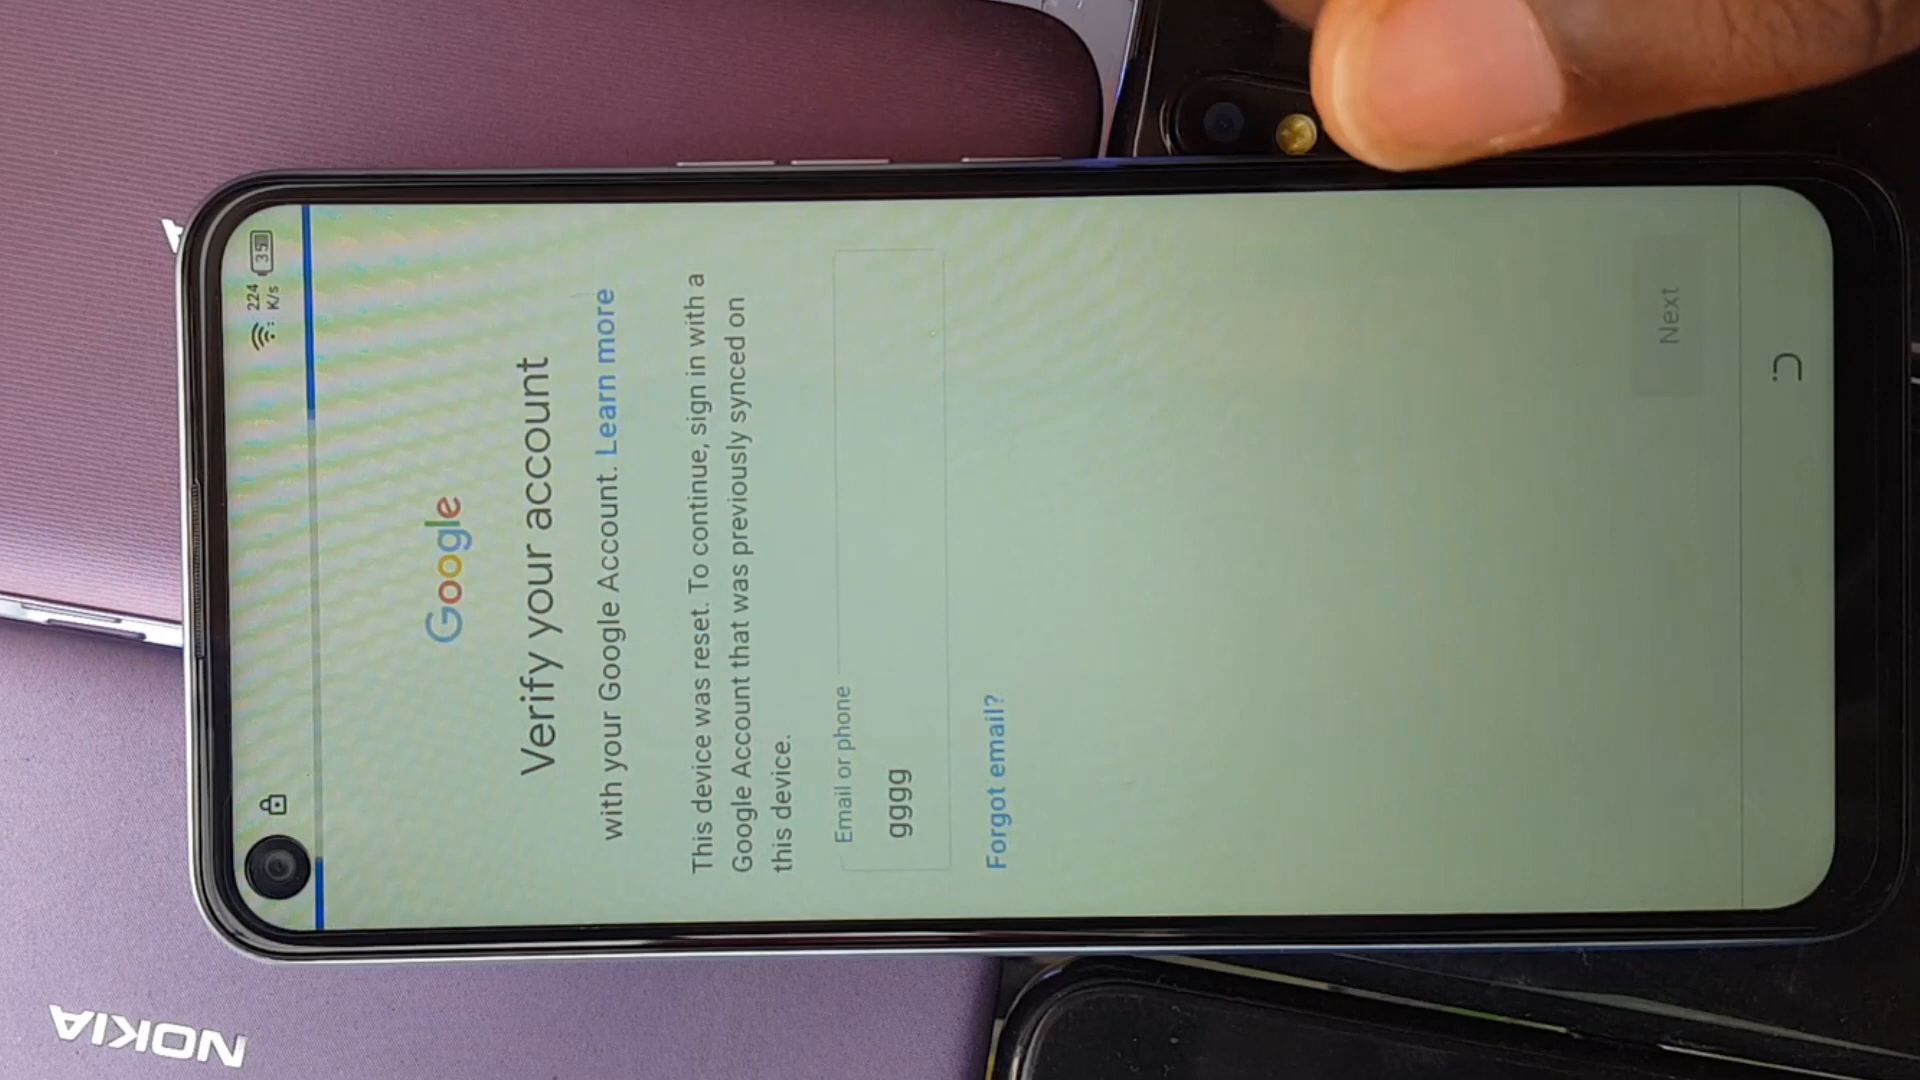 224
K/s
35
Google
Verify your account
with your Google Account. Learn more
This device was reset. To continue, sign in with a
Google Account that was previously synced on
this device.
Email or phone
gggg
Forgot email?
Next
NOKIA